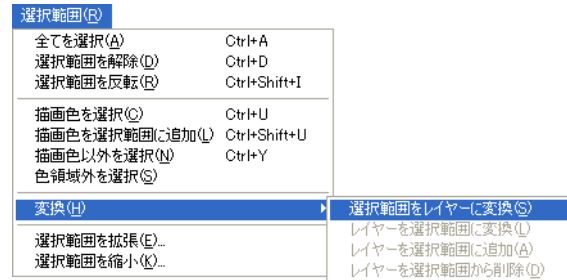 選択範囲(R)
全てを選択(A) Ctrl+A
選択範囲を解除(D) Ctrl+D
選択範囲を反転(R) Ctrl+Shift+I
描画色を選択(C) Ctrl+U
描画色を選択範囲に追加(L) Ctrl+Shift+U
描画色以外を選択(N) Ctrl+Y
色領域外を選択(S)
変換(H)
選択範囲をレイヤーに変換(S)
レイヤーを選択範囲に変換(L)
レイヤーを選択範囲に追加(A)
レイヤーを選択範囲から削除(D)
選択範囲を拡張(E)...
選択範囲を縮小(K)...